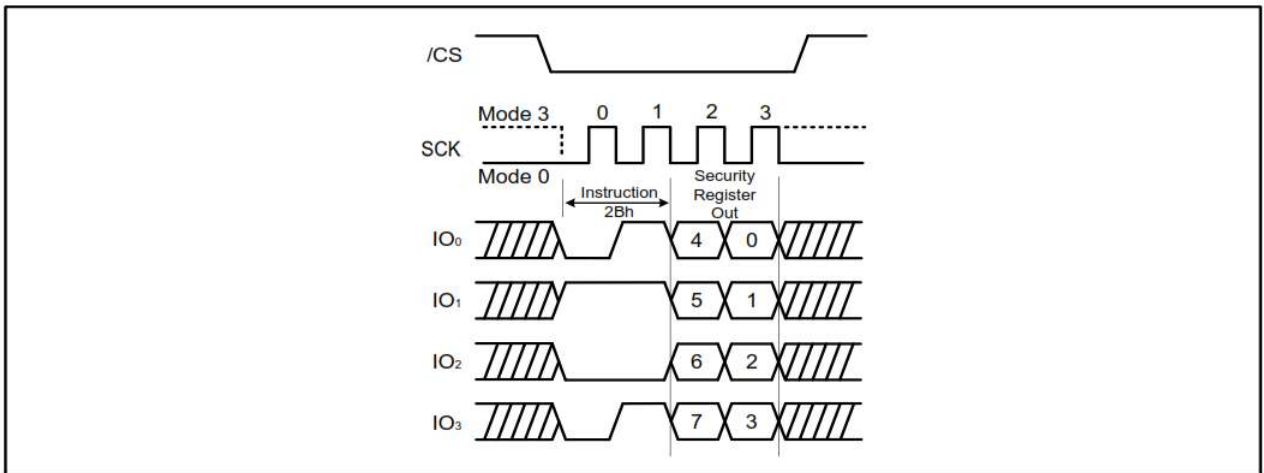 /CS
Mode 3 0 1 2 3
SCK
Mode 0
Instruction
2Bh
Security
Register
Out
IO₀ 4 0
IO₁ 5 1
IO₂ 6 2
IO₃ 7 3